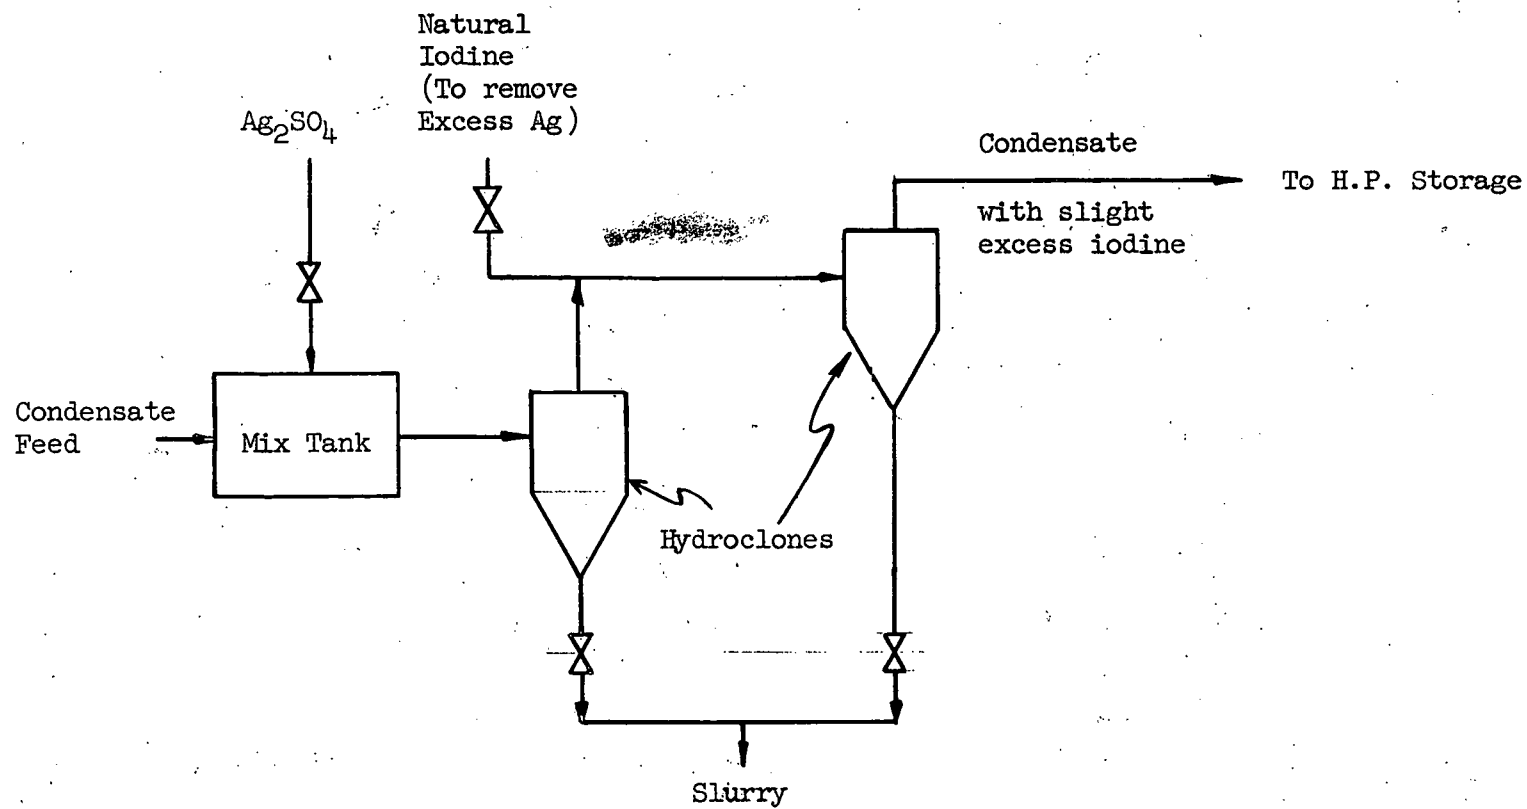 Natural
Iodine
(To remove
Excess Ag)
Ag₂SO₄
Condensate
To H.P. Storage
with slight
excess iodine
Condensate
Feed
Mix Tank
Hydroclones
Slurry